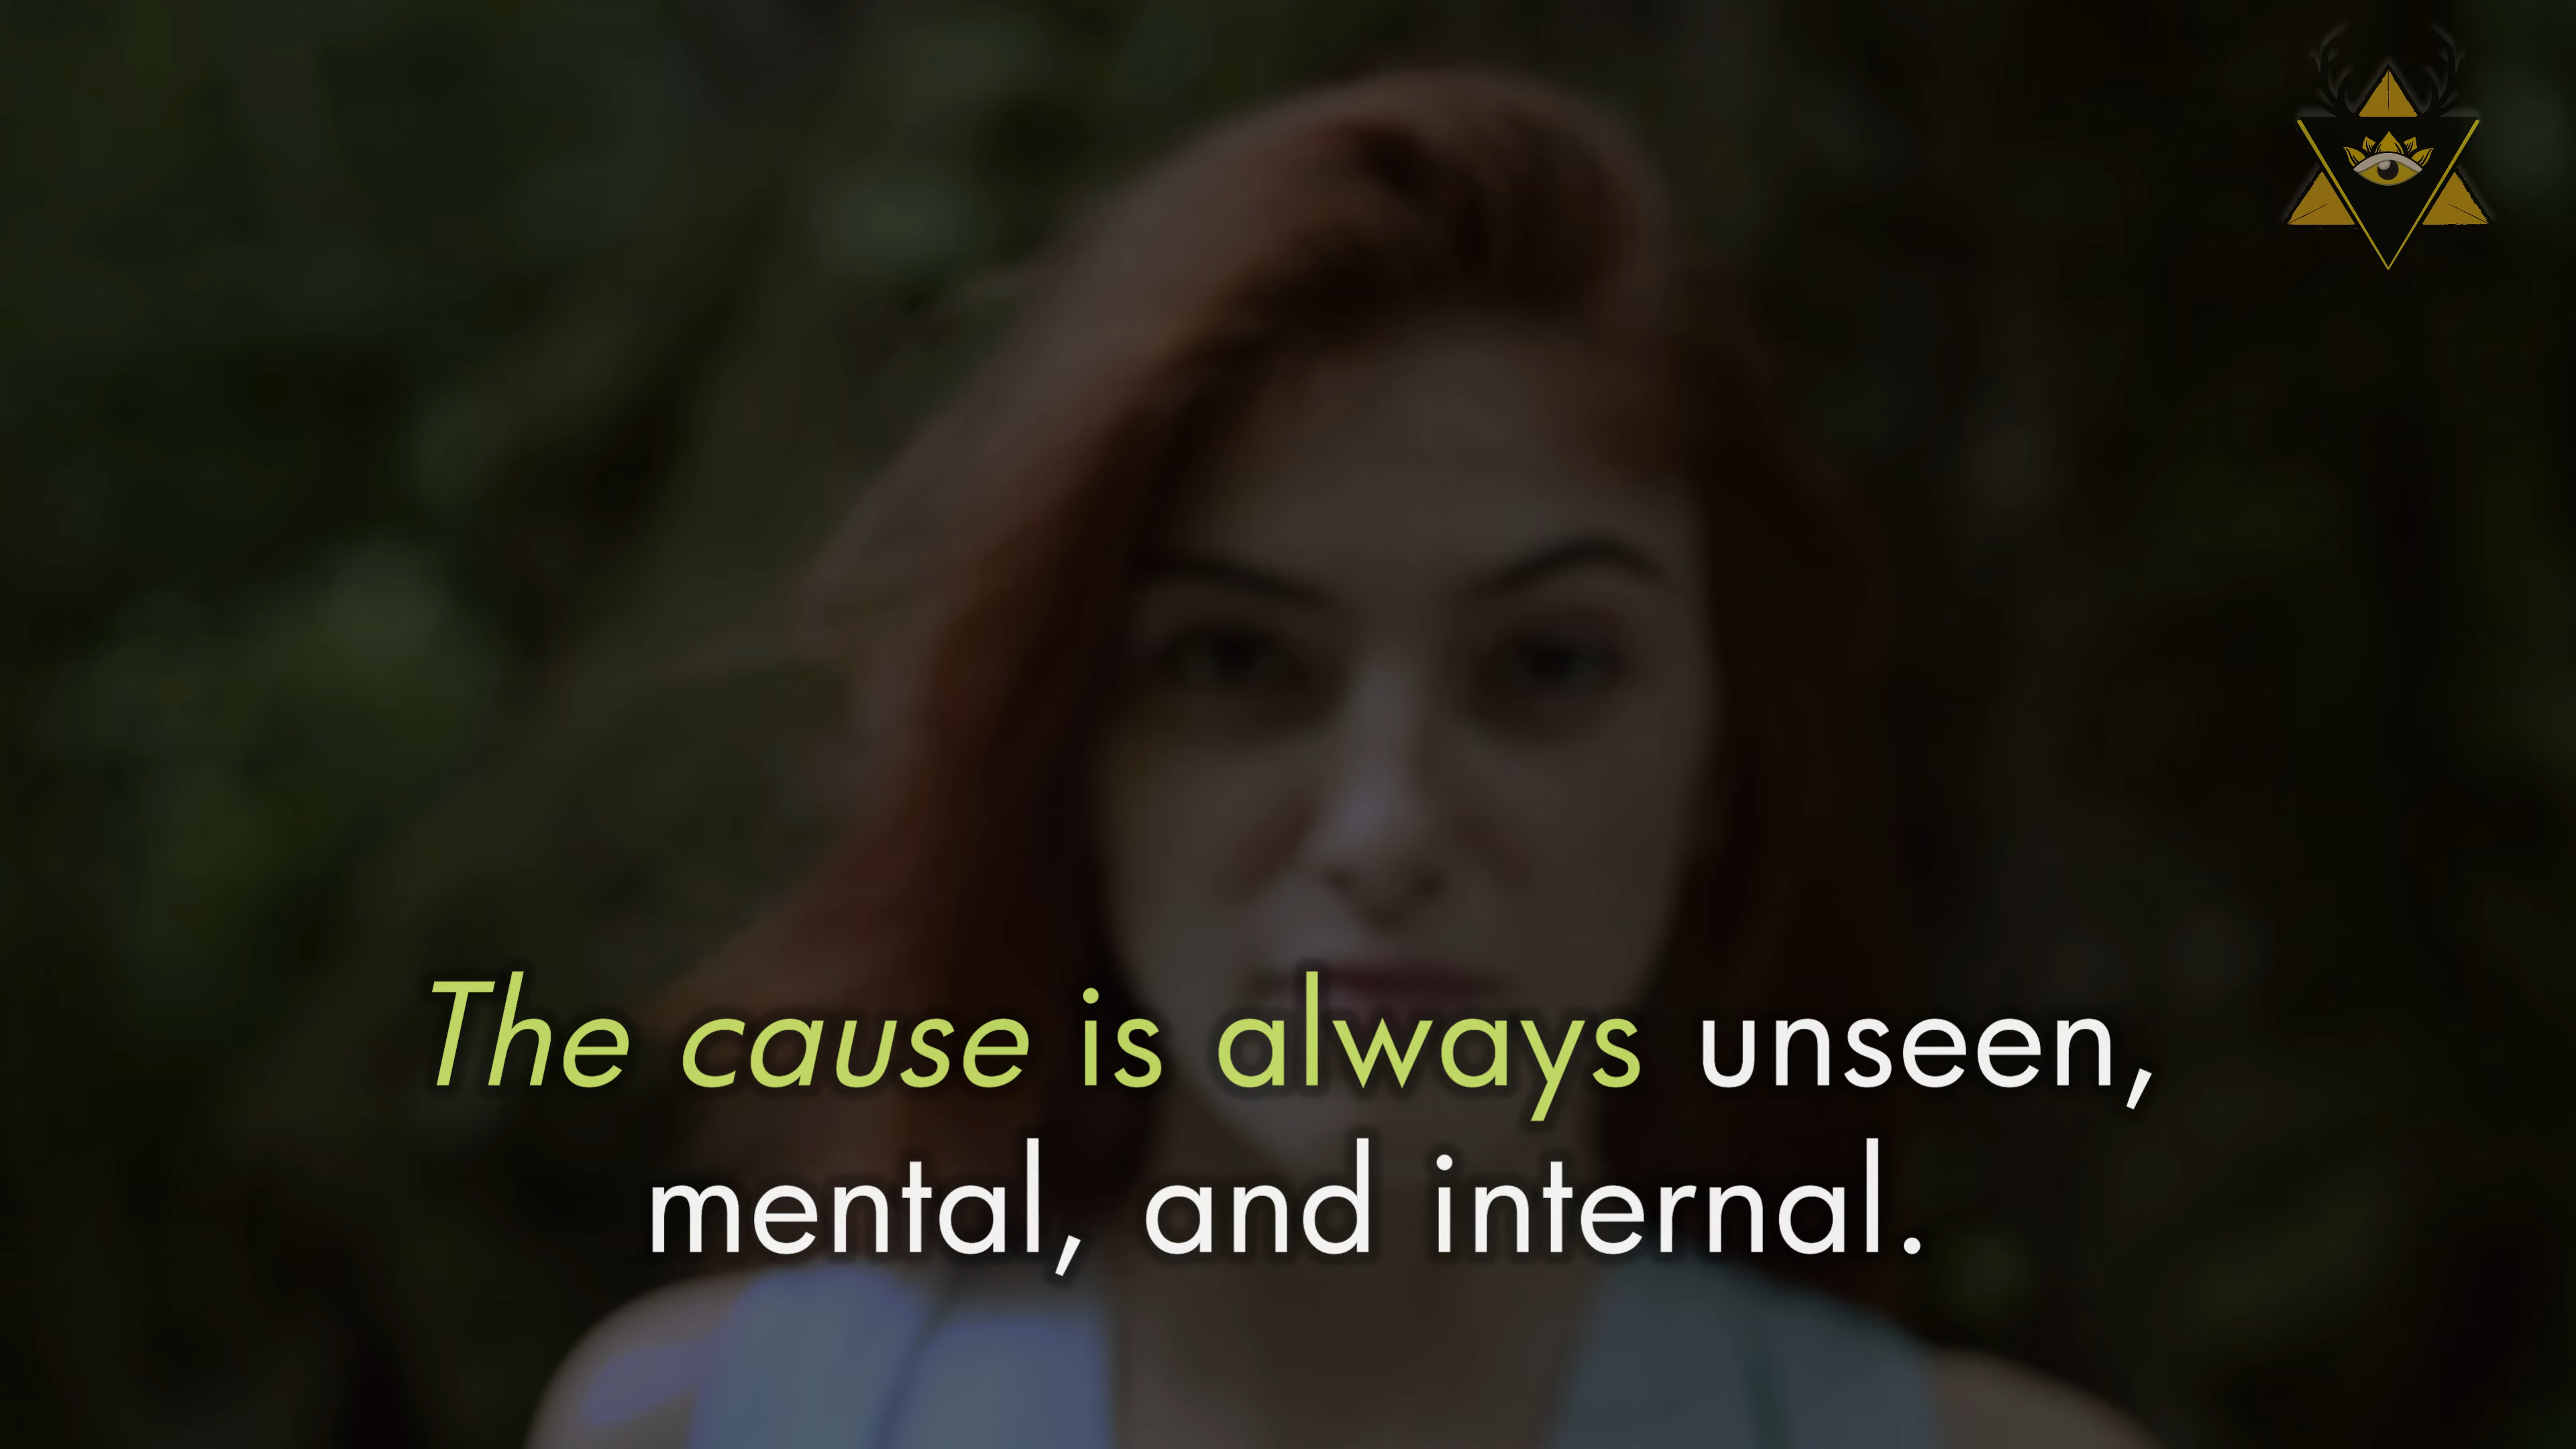 The cause is always unseen,
mental, and internal.